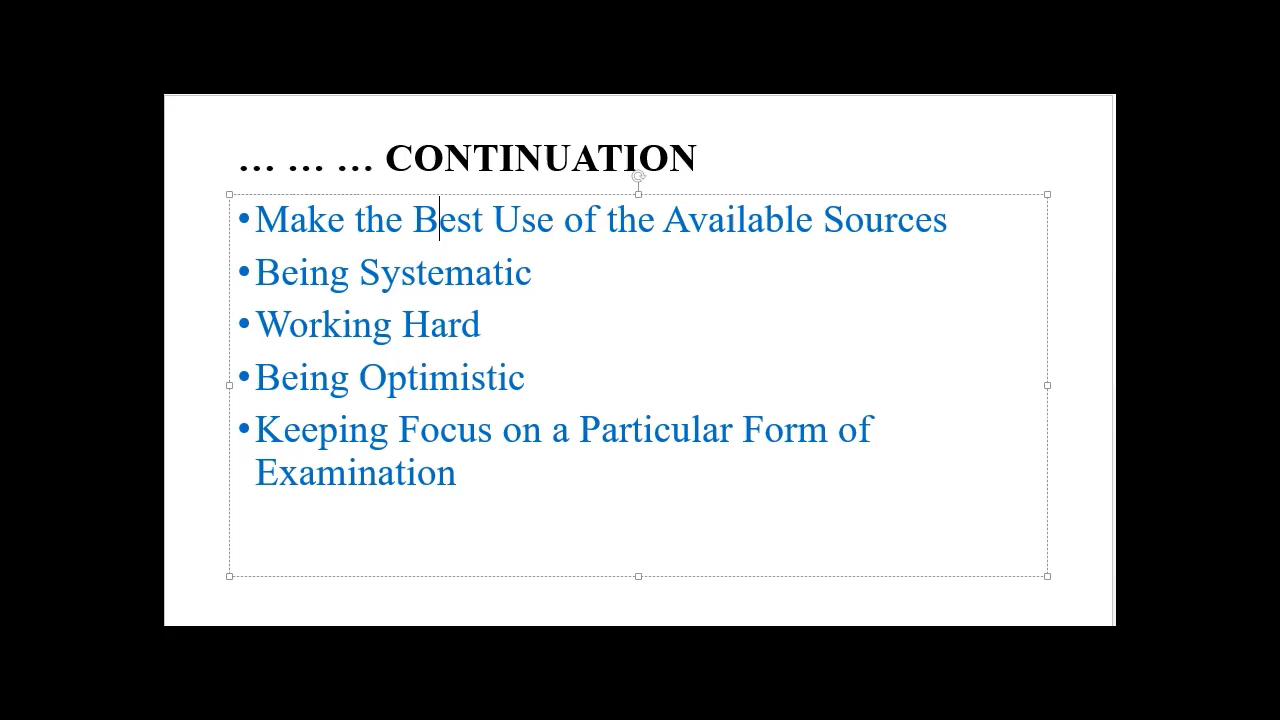 ... ... ... CONTINUATION
•Make the Best Use of the Available Sources
•Being Systematic
•Working Hard
•Being Optimistic
•Keeping Focus on a Particular Form of
Examination